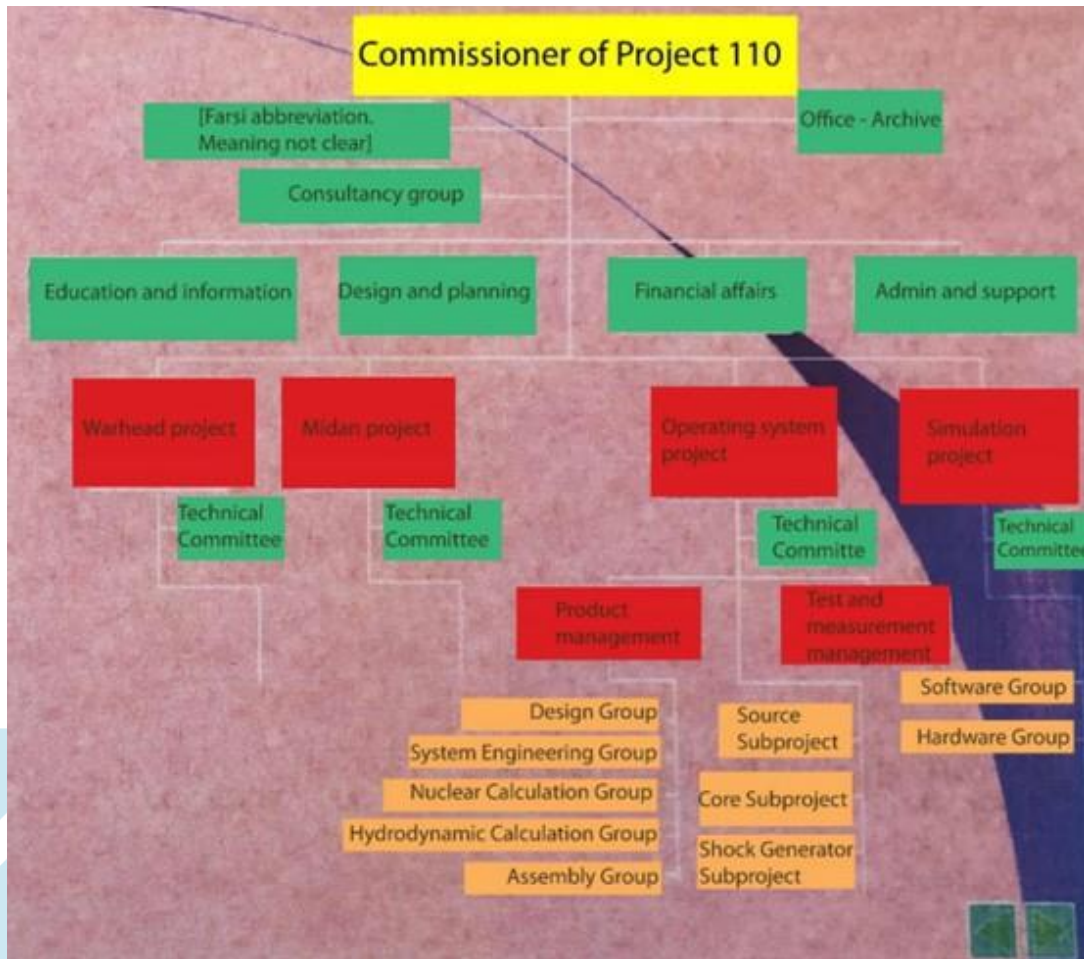 Commissioner of Project 110
[Farsi abbreviation.
Meaning not clear]
Office - Archive
Consultancy group
Education and information
Design and planning
Financial affairs
Admin and support
Warhead project
Midan project
Operating system
project
Simulation
project
Technical
Committee
Technical
Committee
Technical
Committe
Technical
Committee
Product
management
Test and
measurement
management
Design Group
System Engineering Group
Nuclear Calculation Group
Hydrodynamic Calculation Group
Assembly Group
Source
Subproject
Core Subproject
Shock Generator
Subproject
Software Group
Hardware Group